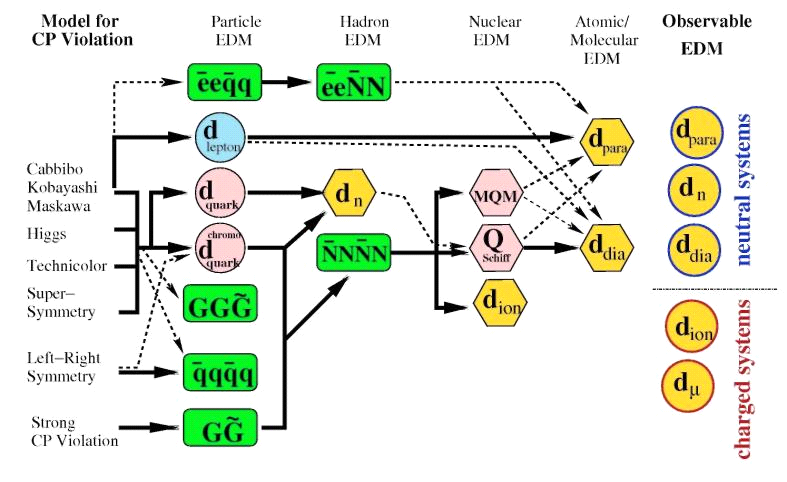 Model for
CP Violation
Particle
EDM
Hadron
EDM
Nuclear
EDM
Atomic/
Molecular
EDM
Observable
EDM
ēeq̄q
ēeN̄N
d
lepton
d
para
d
para
Cabbibo
Kobayashi
Maskawa
d
quark
d n
MQM
d n
Higgs
chromo
d
quark
N̄NN̄N
Q
Schiff
d
dia
d
dia
neutral systems
Technicolor
Super–
Symmetry
GGG̃
d ion
d ion
Left–Right
Symmetry
q̄qq̄q
d μ
charged systems
Strong
CP Violation
GG̃